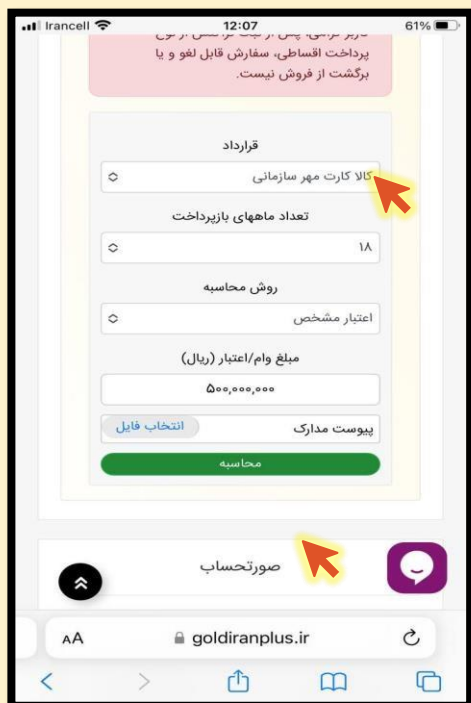 Irancell
12:07
61%
پرداخت اقساطی، سفارش قابل لغو و یا
برگشت از فروش نیست.
قرارداد
کالا کارت مهر سازمانی
تعداد ماههای بازپرداخت
۱۸
روش محاسبه
اعتبار مشخص
مبلغ وام/اعتبار (ریال)
۵۰۰,۰۰۰,۰۰۰
پیوست مدارک
انتخاب فایل
محاسبه
صورتحساب
AA
goldiranplus.ir